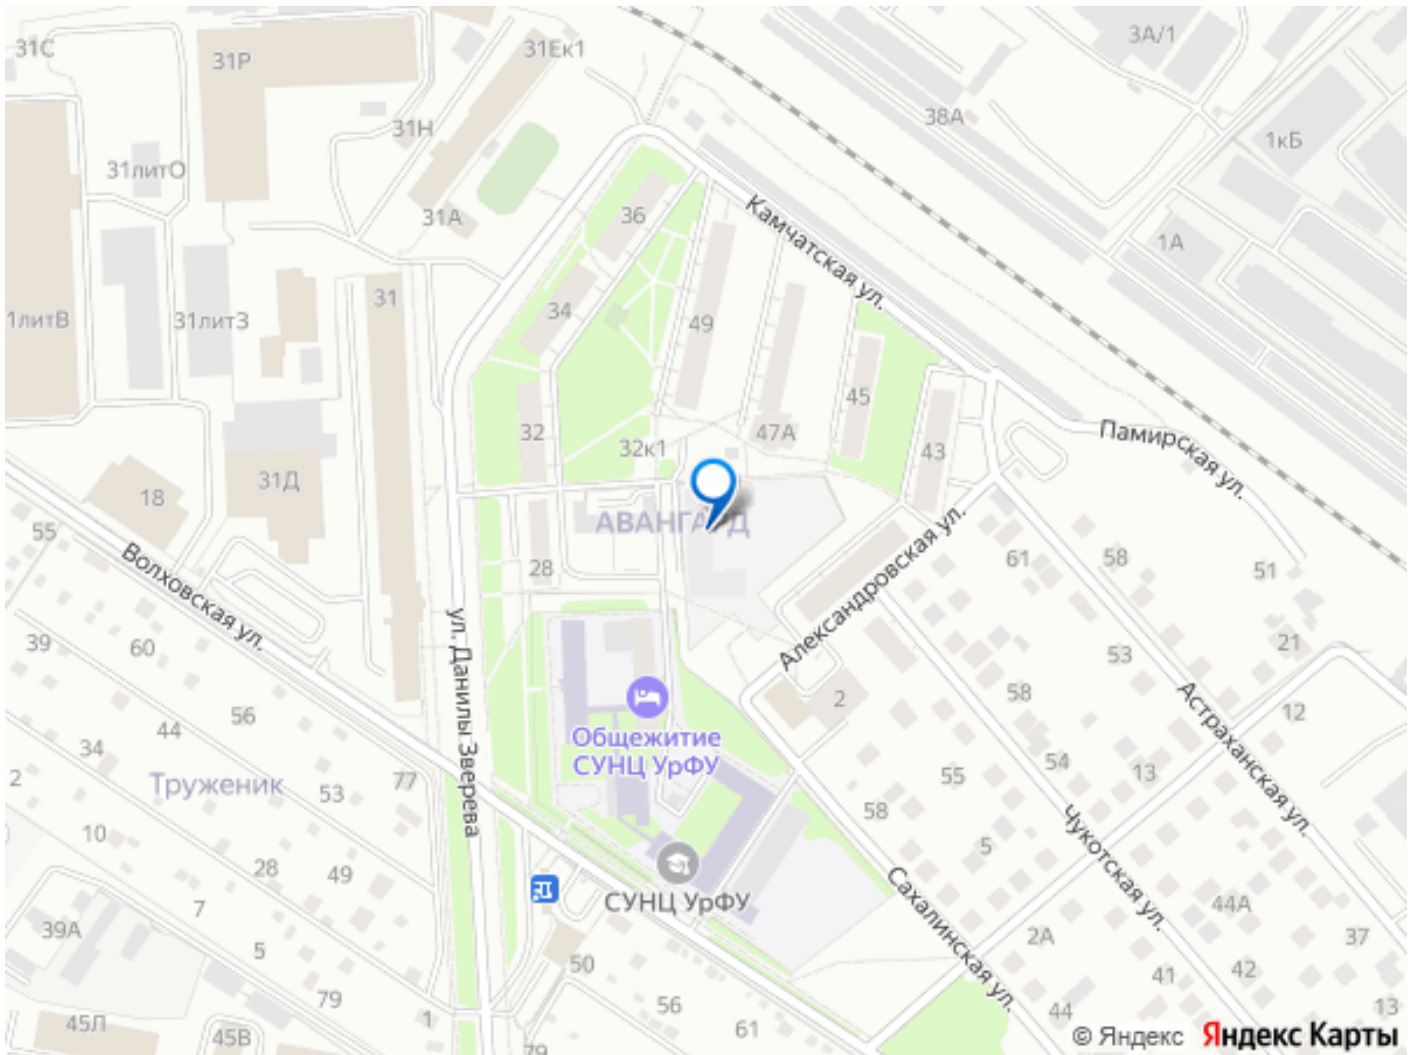 31С
31Р
31Ек1
3А/1
38А
31Н
1кБ
31литО
31А
36
Камчатская ул.
1А
31
34
1литВ
31литЗ
49
45
32
47А
43
Памирская ул.
32к1
31Д
18
АВАНГАРД
55
Волховская ул.
28
Александровская ул.
61
58
51
39
60
ул. Данилы Зверева
53
21
58
Астраханская ул.
56
2
12
44
34
Общежитие
СУНЦ УрФУ
54
13
55
2
Труженик
53
77
58
Чукотская ул.
10
5
28
49
СУНЦ УрФУ
Сахалинская ул.
44А
7
39А
2А
37
5
50
41
42
79
56
44
13
45Л
1
61
45В
79
© Яндекс Яндекс Карты